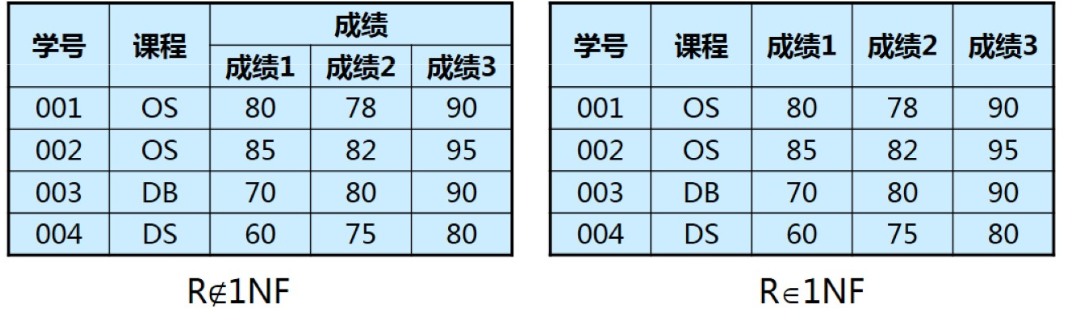 学号 课程 成绩
成绩1 成绩2 成绩3
001 OS 80 78 90
002 OS 85 82 95
003 DB 70 80 90
004 DS 60 75 80
R∉1NF
学号 课程 成绩1 成绩2 成绩3
001 OS 80 78 90
002 OS 85 82 95
003 DB 70 80 90
004 DS 60 75 80
R∈1NF